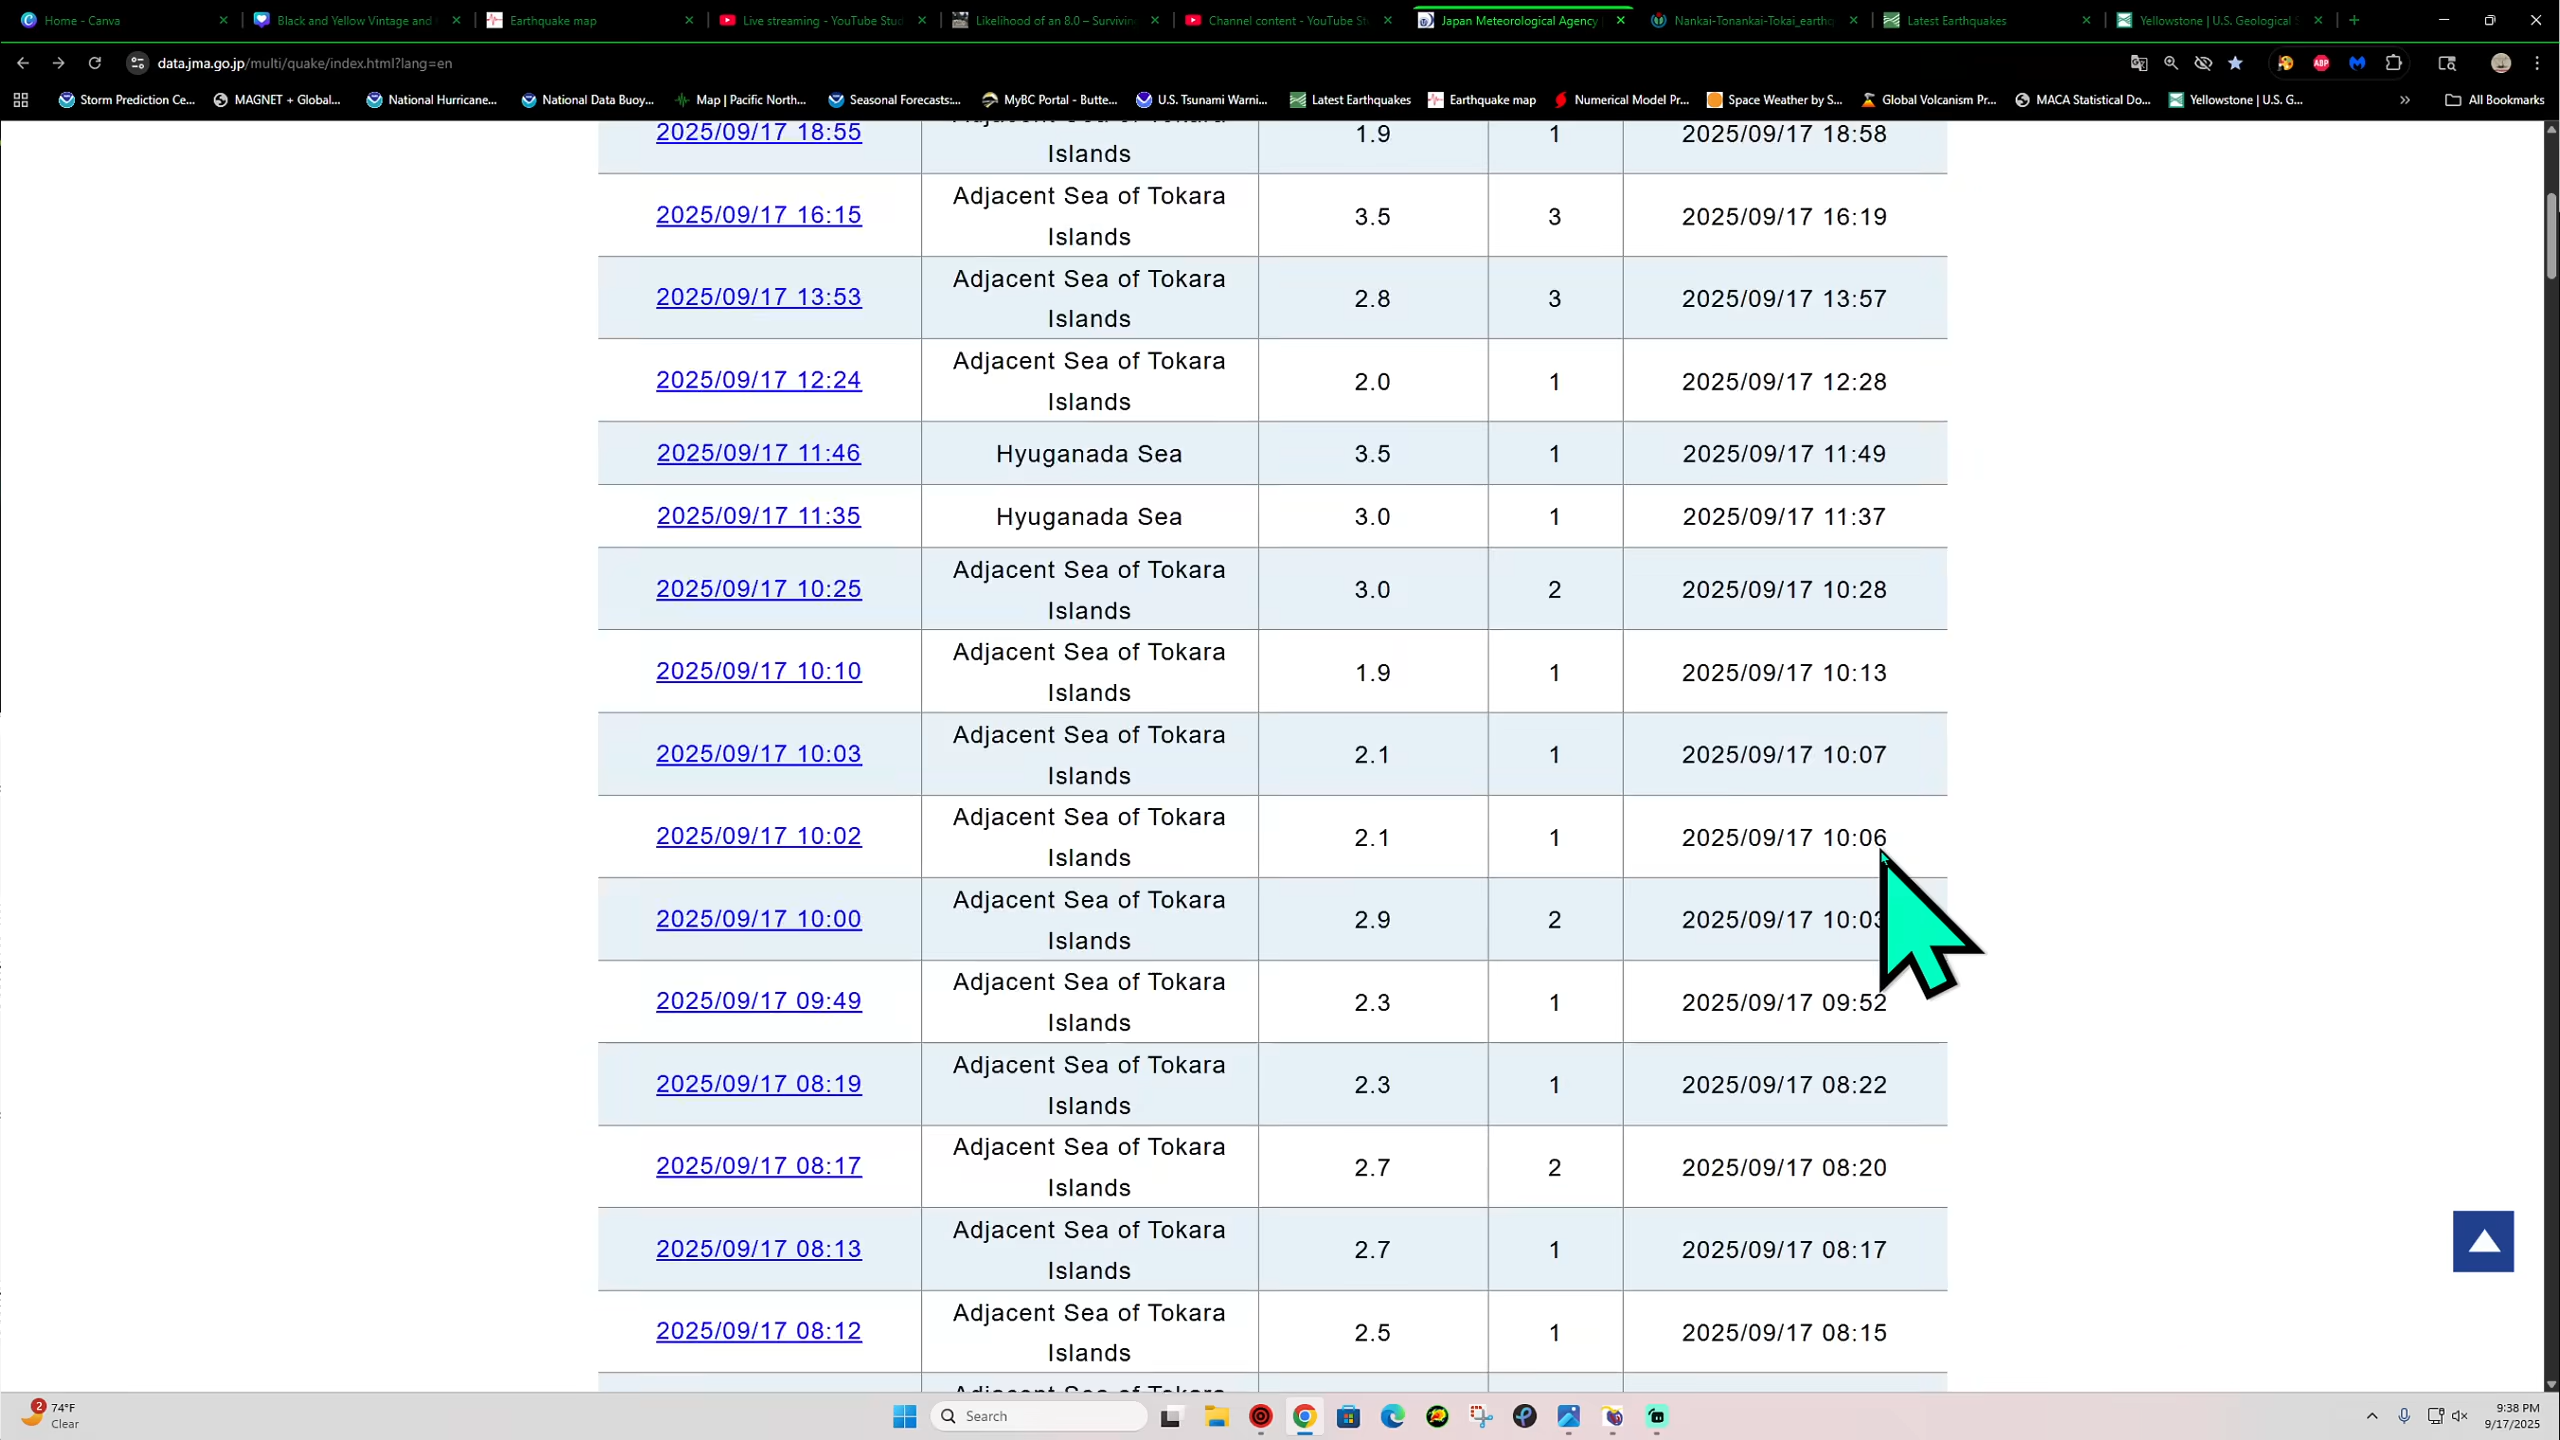 Home - Canva
Black and Yellow Vintage and
Earthquake map
Live streaming - YouTube Stud
Likelihood of an 8.0 – Survivin
Channel content - YouTube St
Japan Meteorological Agency
Nankai-Tonankai-Tokai_earthq
Latest Earthquakes
Yellowstone | U.S. Geological S
data.jma.go.jp/multi/quake/index.html?lang=en
ABP
Storm Prediction Ce...
MAGNET + Global...
National Hurricane...
National Data Buoy...
Map | Pacific North...
Seasonal Forecasts:...
MyBC Portal - Butte...
U.S. Tsunami Warni...
Latest Earthquakes
Earthquake map
Numerical Model Pr...
Space Weather by S...
Global Volcanism Pr...
MACA Statistical Do...
Yellowstone | U.S. G...
All Bookmarks
2025/09/17 18:55 Adjacent Sea of Tokara Islands 1.9 1 2025/09/17 18:58
2025/09/17 16:15 Adjacent Sea of Tokara Islands 3.5 3 2025/09/17 16:19
2025/09/17 13:53 Adjacent Sea of Tokara Islands 2.8 3 2025/09/17 13:57
2025/09/17 12:24 Adjacent Sea of Tokara Islands 2.0 1 2025/09/17 12:28
2025/09/17 11:46 Hyuganada Sea 3.5 1 2025/09/17 11:49
2025/09/17 11:35 Hyuganada Sea 3.0 1 2025/09/17 11:37
2025/09/17 10:25 Adjacent Sea of Tokara Islands 3.0 2 2025/09/17 10:28
2025/09/17 10:10 Adjacent Sea of Tokara Islands 1.9 1 2025/09/17 10:13
2025/09/17 10:03 Adjacent Sea of Tokara Islands 2.1 1 2025/09/17 10:07
2025/09/17 10:02 Adjacent Sea of Tokara Islands 2.1 1 2025/09/17 10:06
2025/09/17 10:00 Adjacent Sea of Tokara Islands 2.9 2 2025/09/17 10:03
2025/09/17 09:49 Adjacent Sea of Tokara Islands 2.3 1 2025/09/17 09:52
2025/09/17 08:19 Adjacent Sea of Tokara Islands 2.3 1 2025/09/17 08:22
2025/09/17 08:17 Adjacent Sea of Tokara Islands 2.7 2 2025/09/17 08:20
2025/09/17 08:13 Adjacent Sea of Tokara Islands 2.7 1 2025/09/17 08:17
2025/09/17 08:12 Adjacent Sea of Tokara Islands 2.5 1 2025/09/17 08:15
Adjacent Sea of Tokara
2
74°F
Clear
Search
9:38 PM
9/17/2025